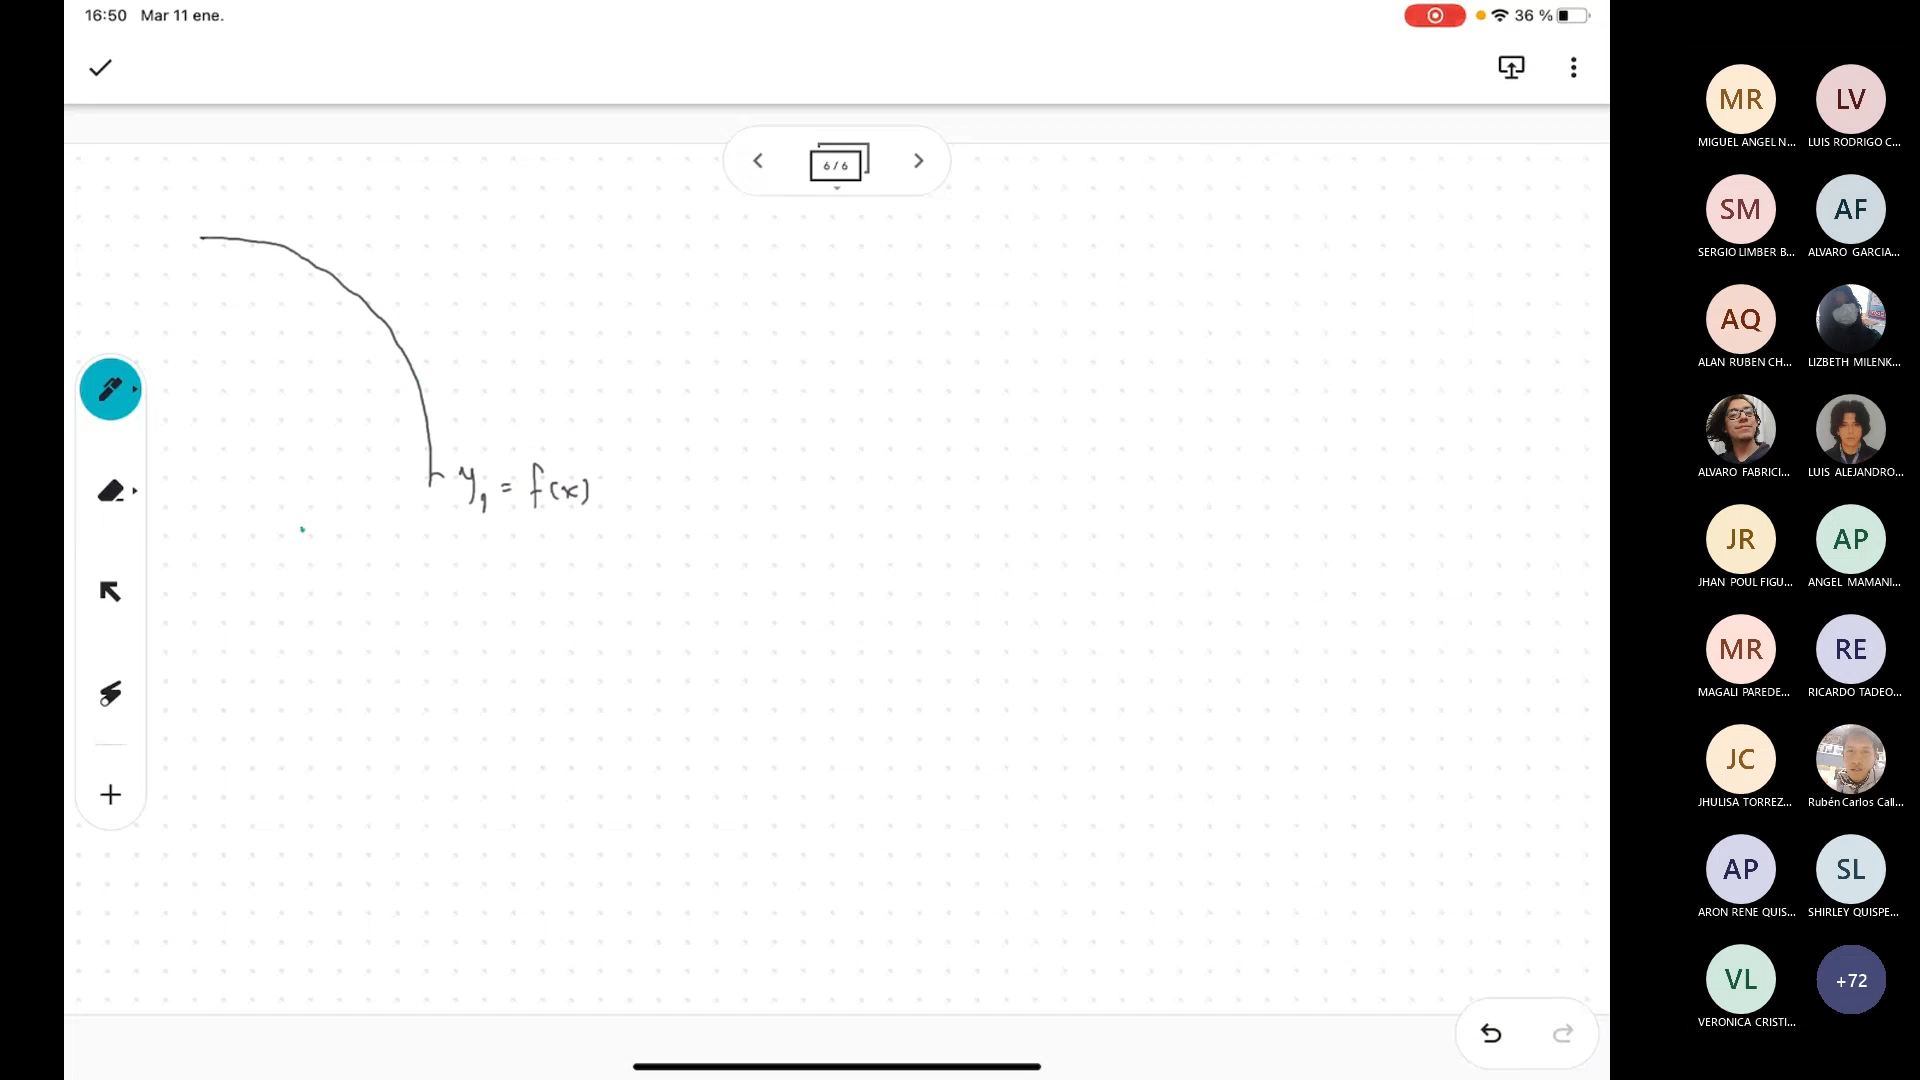 16:50 Mar 11 ene.
36 %
6 / 6
y₁ = f(x)
MR
LV
MIGUEL ANGEL N...
LUIS RODRIGO C...
SM
AF
SERGIO LIMBER B...
ALVARO GARCIA...
AQ
ALAN RUBEN CH...
LIZBETH MILENK...
ALVARO FABRICI...
LUIS ALEJANDRO...
JR
AP
JHAN POUL FIGU...
ANGEL MAMANI...
MR
RE
MAGALI PAREDE...
RICARDO TADEO...
JC
JHULISA TORREZ...
Rubén Carlos Call...
AP
SL
ARON RENE QUIS...
SHIRLEY QUISPE...
VL
+72
VERONICA CRISTI...